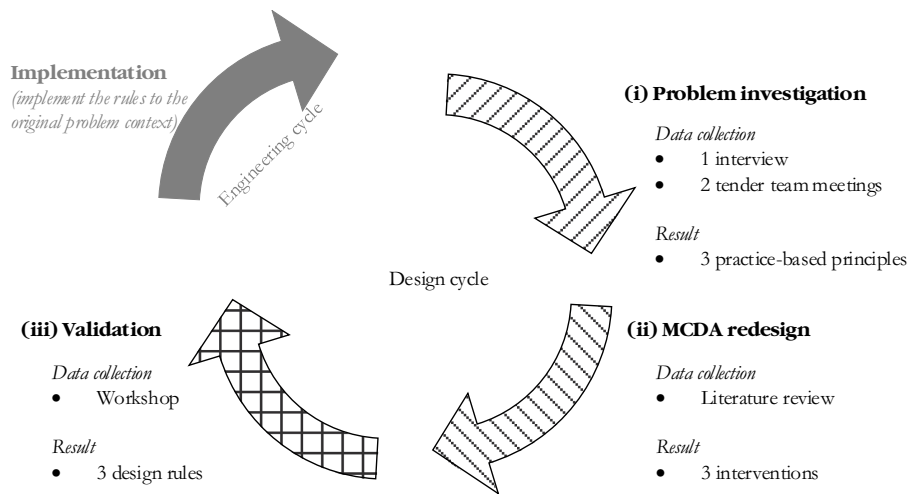 Implementation
(implement the rules to the
original problem context)
Engineering cycle
(i) Problem investigation
Data collection
• 1 interview
• 2 tender team meetings
Result
• 3 practice-based principles
Design cycle
(iii) Validation
Data collection
• Workshop
Result
• 3 design rules
(ii) MCDA redesign
Data collection
• Literature review
Result
• 3 interventions